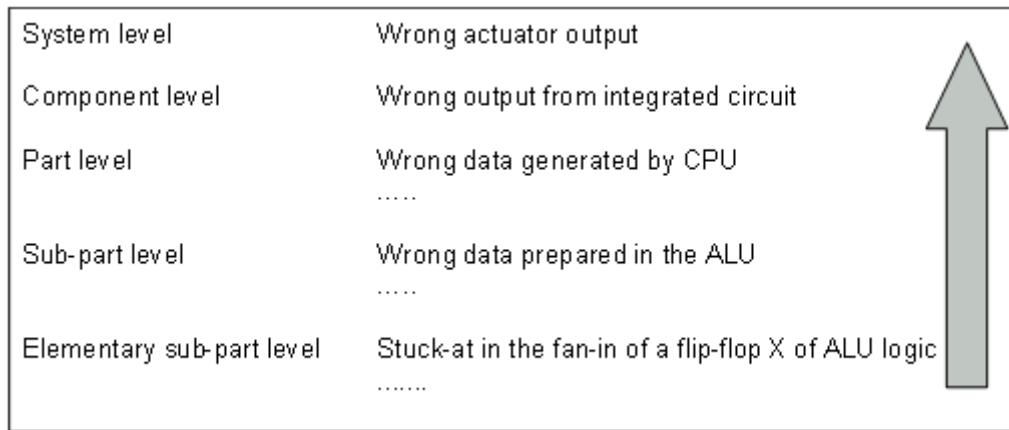 System level Wrong actuator output
Component level Wrong output from integrated circuit
Part level Wrong data generated by CPU
.....
Sub-part level Wrong data prepared in the ALU
.....
Elementary sub-part level Stuck-at in the fan-in of a flip-flop X of ALU logic
.......